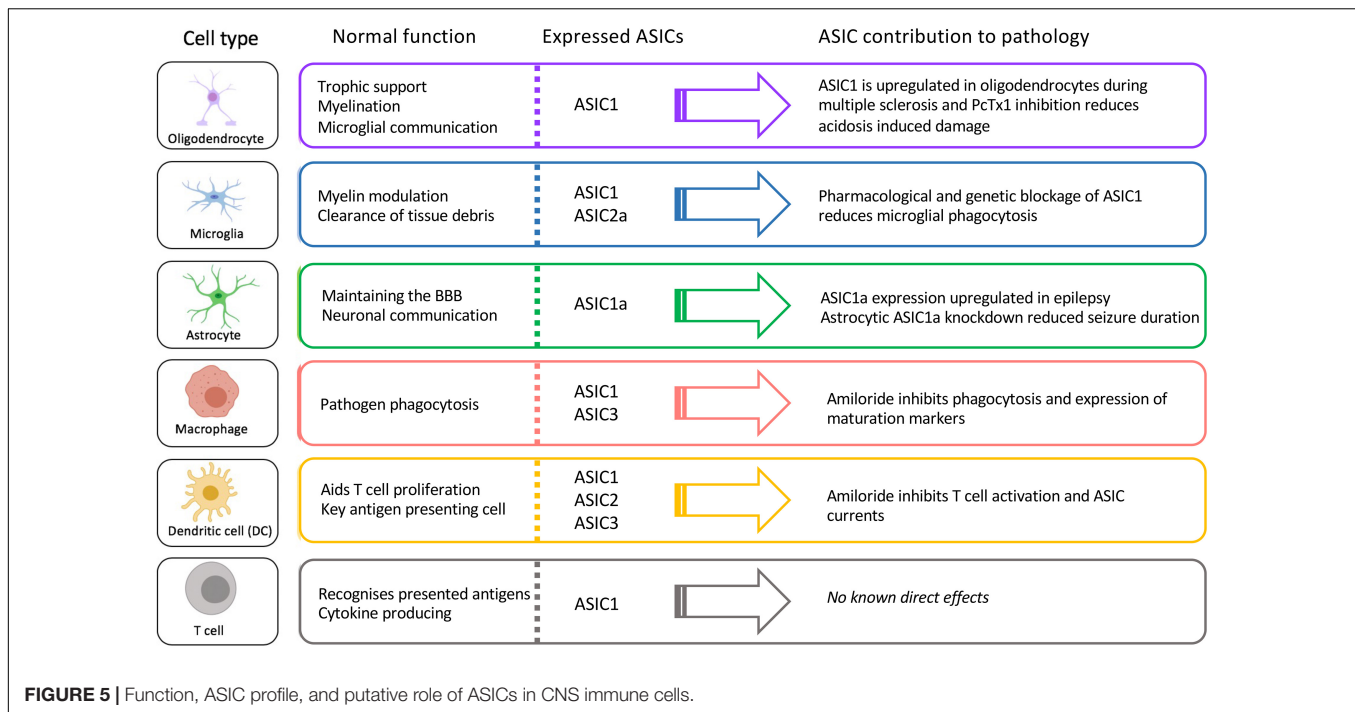 Cell type
Normal function
Expressed ASICs
ASIC contribution to pathology
Oligodendrocyte
Trophic support
Myelination
Microglial communication
ASIC1
ASIC1 is upregulated in oligodendrocytes during
multiple sclerosis and PcTx1 inhibition reduces
acidosis induced damage
Microglia
Myelin modulation
Clearance of tissue debris
ASIC1
ASIC2a
Pharmacological and genetic blockage of ASIC1
reduces microglial phagocytosis
Astrocyte
Maintaining the BBB
Neuronal communication
ASIC1a
ASIC1a expression upregulated in epilepsy
Astrocytic ASIC1a knockdown reduced seizure duration
Macrophage
Pathogen phagocytosis
ASIC1
ASIC3
Amiloride inhibits phagocytosis and expression of
maturation markers
Dendritic cell (DC)
Aids T cell proliferation
Key antigen presenting cell
ASIC1
ASIC2
ASIC3
Amiloride inhibits T cell activation and ASIC
currents
T cell
Recognises presented antigens
Cytokine producing
ASIC1
No known direct effects
FIGURE 5 | Function, ASIC profile, and putative role of ASICs in CNS immune cells.